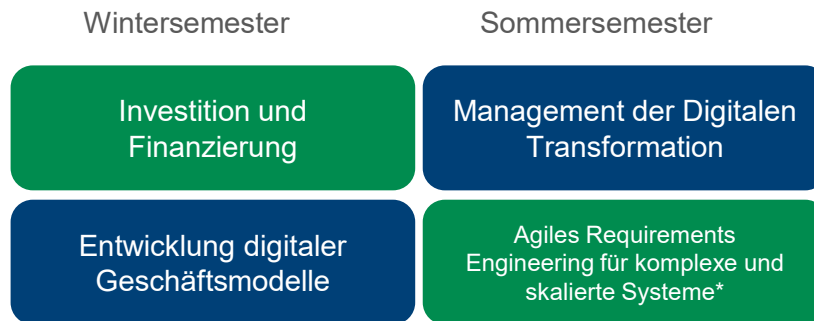 Wintersemester
Sommersemester
Investition und
Finanzierung
Management der Digitalen
Transformation
Entwicklung digitaler
Geschäftsmodelle
Agiles Requirements
Engineering für komplexe und
skalierte Systeme*